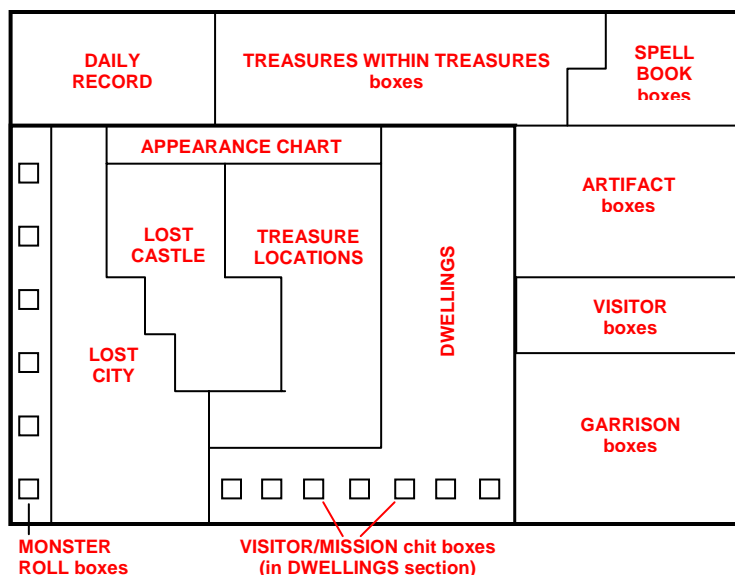 DAILY
RECORD
TREASURES WITHIN TREASURES
boxes
SPELL
BOOK
boxes
APPEARANCE CHART
ARTIFACT
boxes
LOST
CASTLE
TREASURE
LOCATIONS
DWELLINGS
VISITOR
boxes
LOST
CITY
GARRISON
boxes
MONSTER
ROLL boxes
VISITOR/MISSION chit boxes
(in DWELLINGS section)